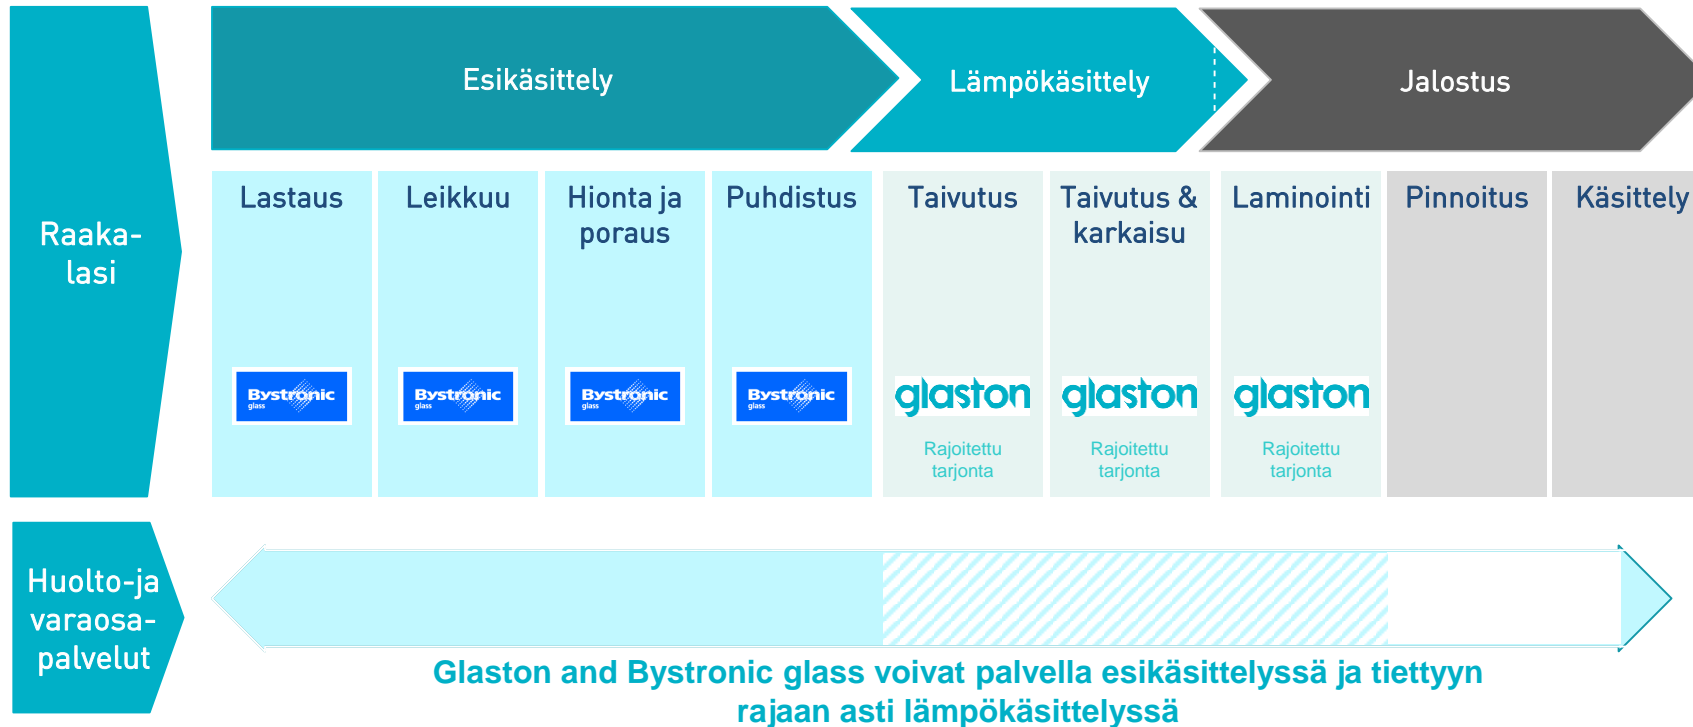 Esikäsittely
Lämpökäsittely
Jalostus
Raaka-
lasi
Lastaus
Leikkuu
Hionta ja
poraus
Puhdistus
Taivutus
Taivutus &
karkaisu
Laminointi
Pinnoitus
Käsittely
Bystronic
glass
Bystronic
glass
Bystronic
glass
Bystronic
glass
glaston
glaston
glaston
Rajoitettu
tarjonta
Rajoitettu
tarjonta
Rajoitettu
tarjonta
Huolto-ja
varaosa-
palvelut
Glaston and Bystronic glass voivat palvella esikäsittelyssä ja tiettyyn
rajaan asti lämpökäsittelyssä